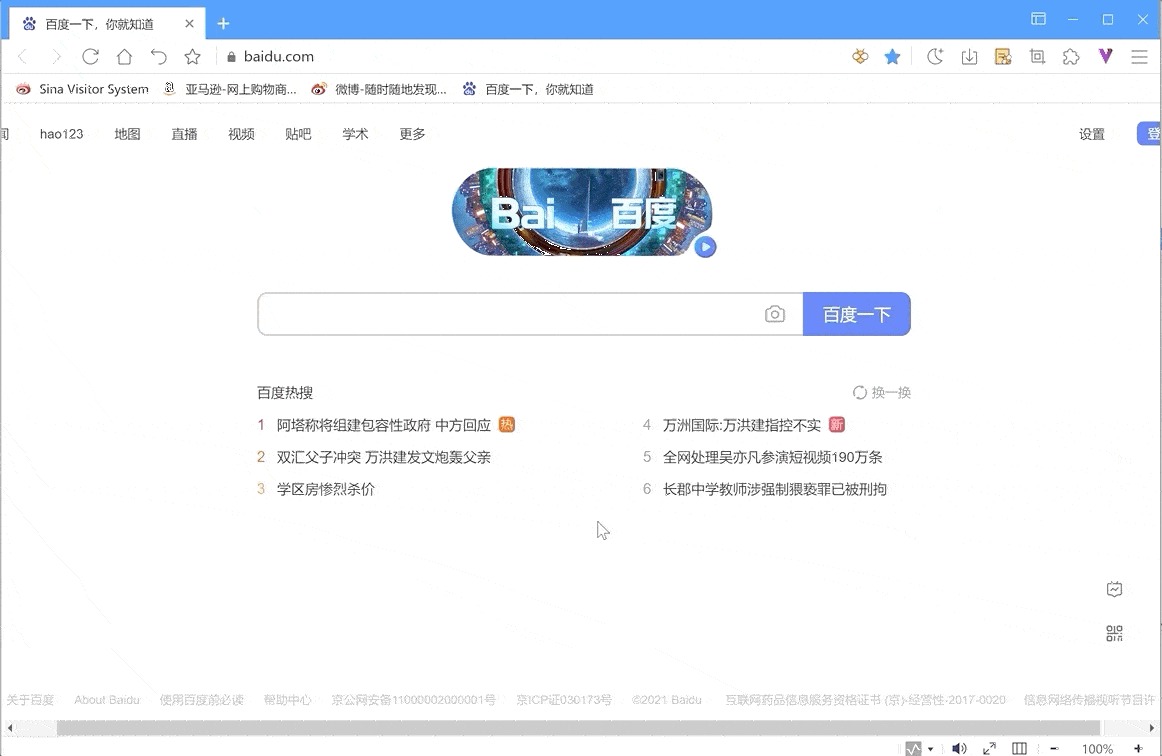 百度一下，你就知道
baidu.com
Sina Visitor System 亚马逊-网上购物商... 微博-随时随地发现... 百度一下，你就知道
闻 hao123 地图 直播 视频 贴吧 学术 更多 设置 登
Bai 百度
百度一下
百度热搜 换一换
1 阿塔称将组建包容性政府 中方回应 热
4 万洲国际:万洪建指控不实 新
2 双汇父子冲突 万洪建发文炮轰父亲
5 全网处理吴亦凡参演短视频190万条
3 学区房惨烈杀价
6 长郡中学教师涉强制猥亵罪已被刑拘
关于百度 About Baidu 使用百度前必读 帮助中心 京公网安备11000002000001号 京ICP证030173号 ©2021 Baidu 互联网药品信息服务资格证书 (京)-经营性-2017-0020 信息网络传播视听节目许
100%